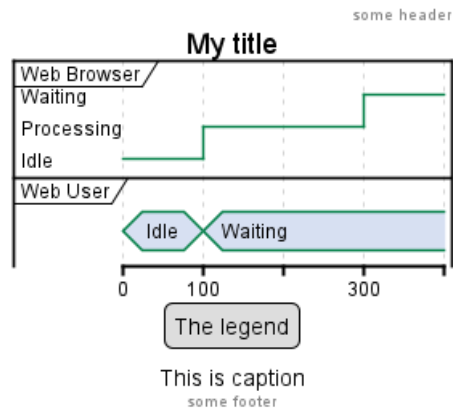 some header
My title
Web Browser
Waiting
Processing
Idle
Web User
Idle Waiting
0 100 300
The legend
This is caption
some footer